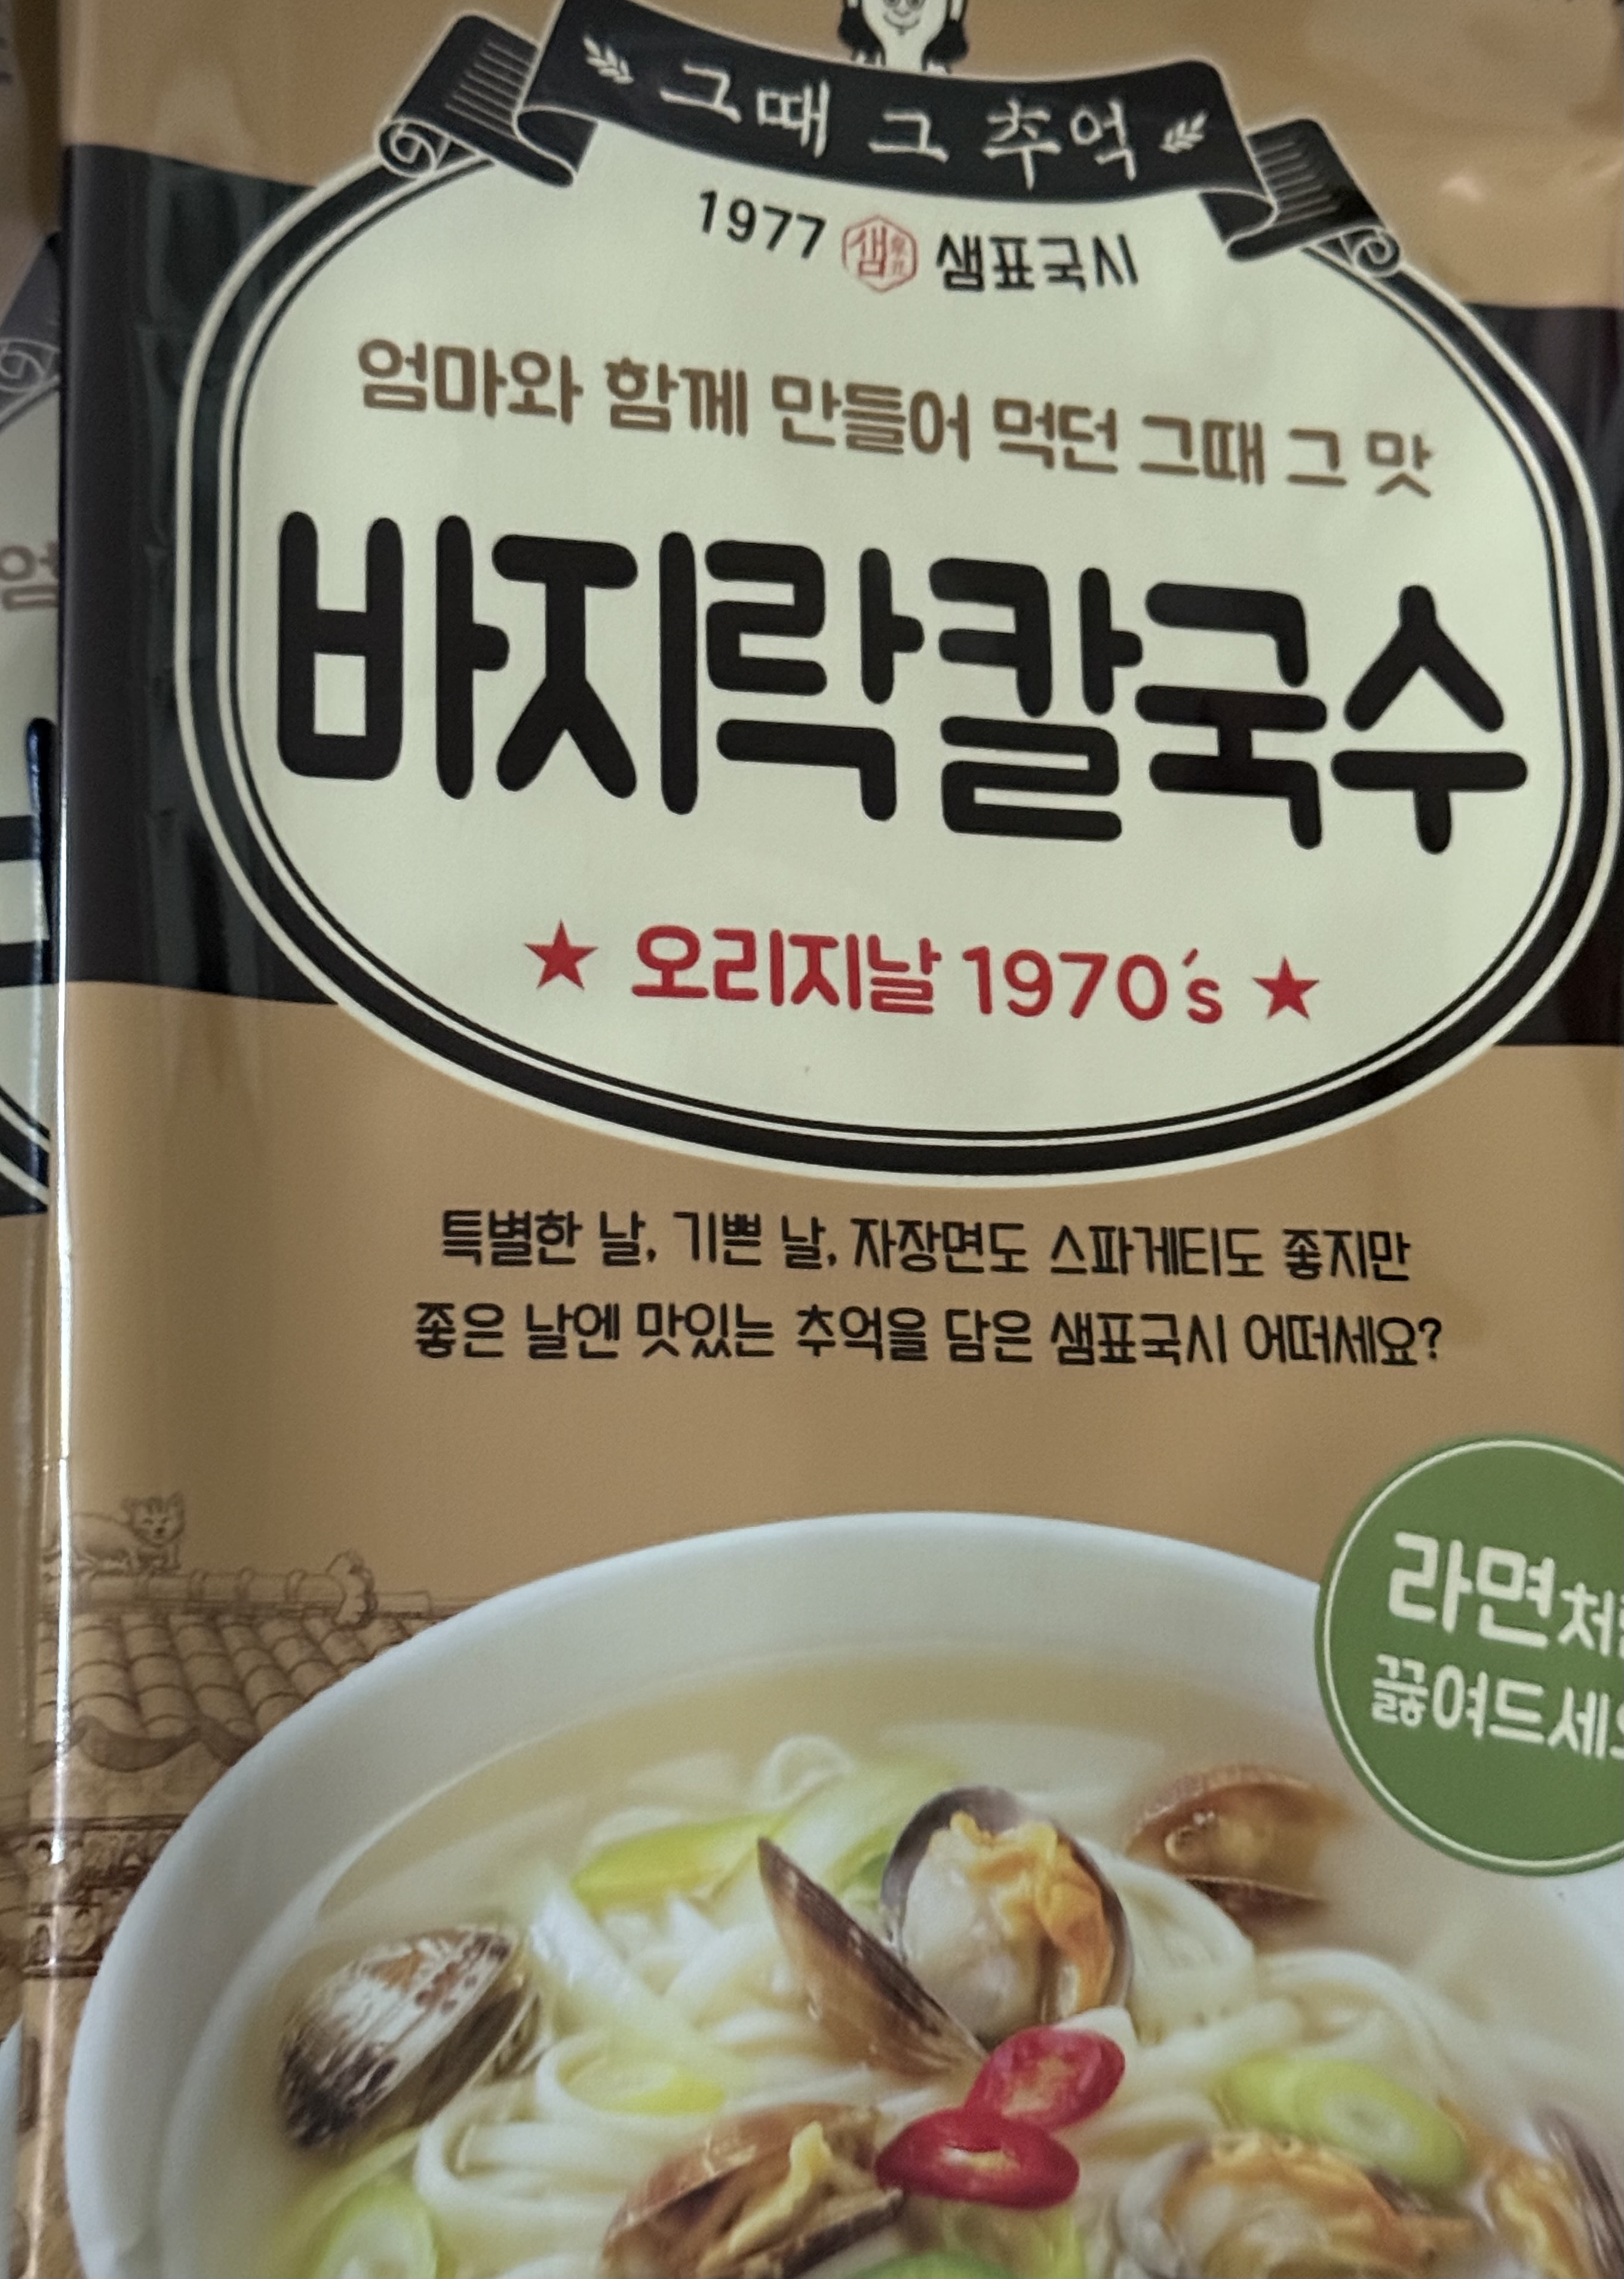 그때 그 추억
1977 샘 샘표국시
엄마와 함께 만들어 먹던 그때 그 맛
바지락칼국수
★ 오리지날 1970's ★
특별한 날, 기쁜 날, 자장면도 스파게티도 좋지만
좋은 날엔 맛있는 추억을 담은 샘표국시 어떠세요?
라면처
끓여드세